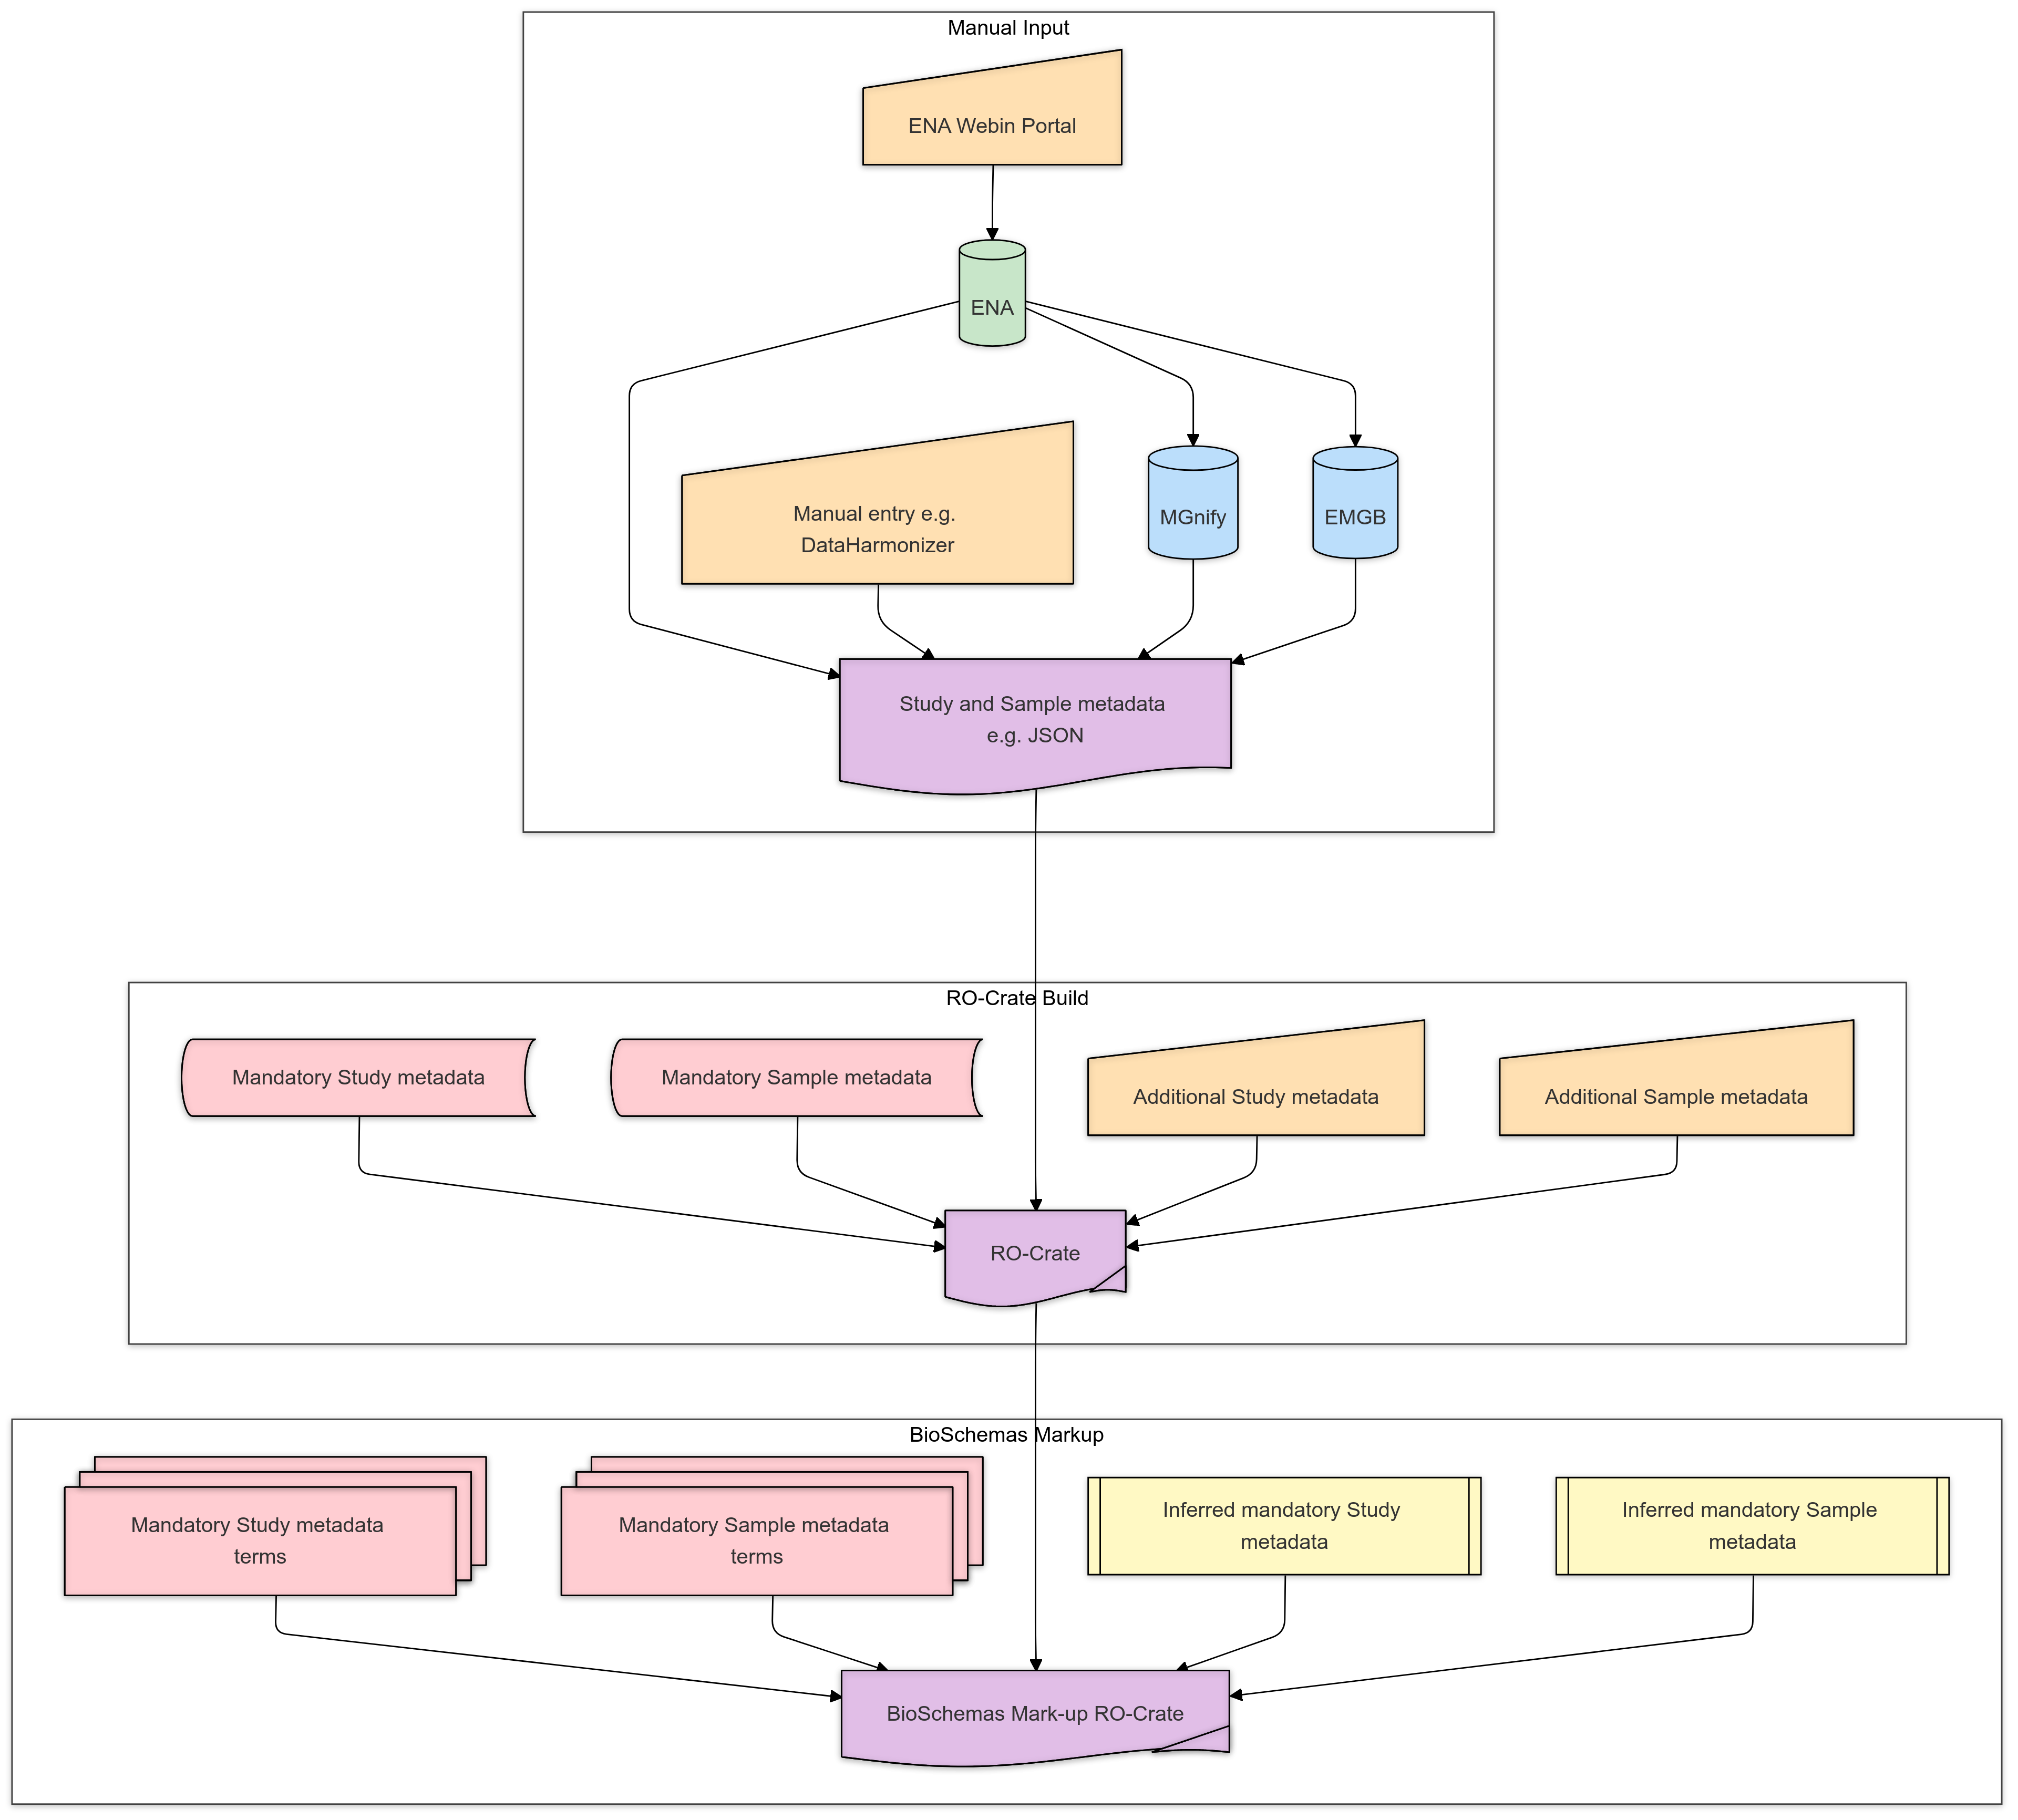 Manual Input
ENA Webin Portal
ENA
Manual entry e.g.
DataHarmonizer
MGnify
EMGB
Study and Sample metadata
e.g. JSON
RO-Crate Build
Mandatory Study metadata
Mandatory Sample metadata
Additional Study metadata
Additional Sample metadata
RO-Crate
BioSchemas Markup
Mandatory Study metadata
terms
Mandatory Sample metadata
terms
Inferred mandatory Study
metadata
Inferred mandatory Sample
metadata
BioSchemas Mark-up RO-Crate